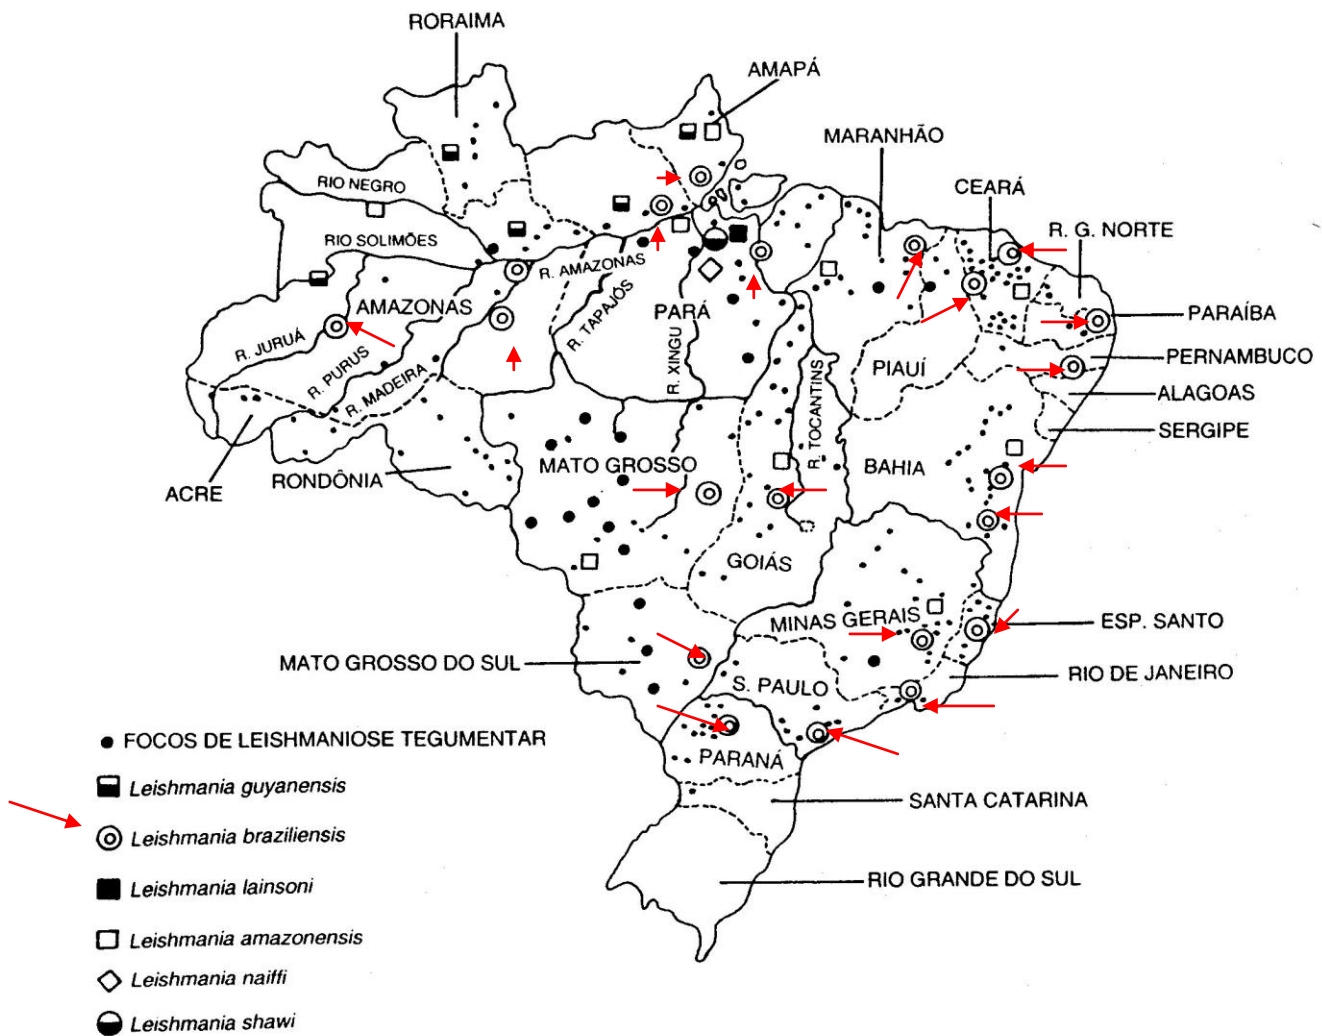 RORAIMA
AMAPÁ
MARANHÃO
CEARÁ
RIO NEGRO
R. G. NORTE
RIO SOLIMÕES
R. AMAZONAS
AMAZONAS
R. TAPAJÓS
PARÁ
PARAÍBA
R. JURUÁ
R. PURUS
R. MADEIRA
R. XINGU
PIAUÍ
PERNAMBUCO
ALAGOAS
R. TOCANTINS
SERGIPE
ACRE
RONDÔNIA
MATO GROSSO
BAHIA
GOIÁS
MINAS GERAIS
ESP. SANTO
MATO GROSSO DO SUL
RIO DE JANEIRO
S. PAULO
PARANÁ
SANTA CATARINA
RIO GRANDE DO SUL
FOCOS DE LEISHMANIOSE TEGUMENTAR
Leishmania guyanensis
Leishmania braziliensis
Leishmania lainsoni
Leishmania amazonensis
Leishmania naiffi
Leishmania shawi